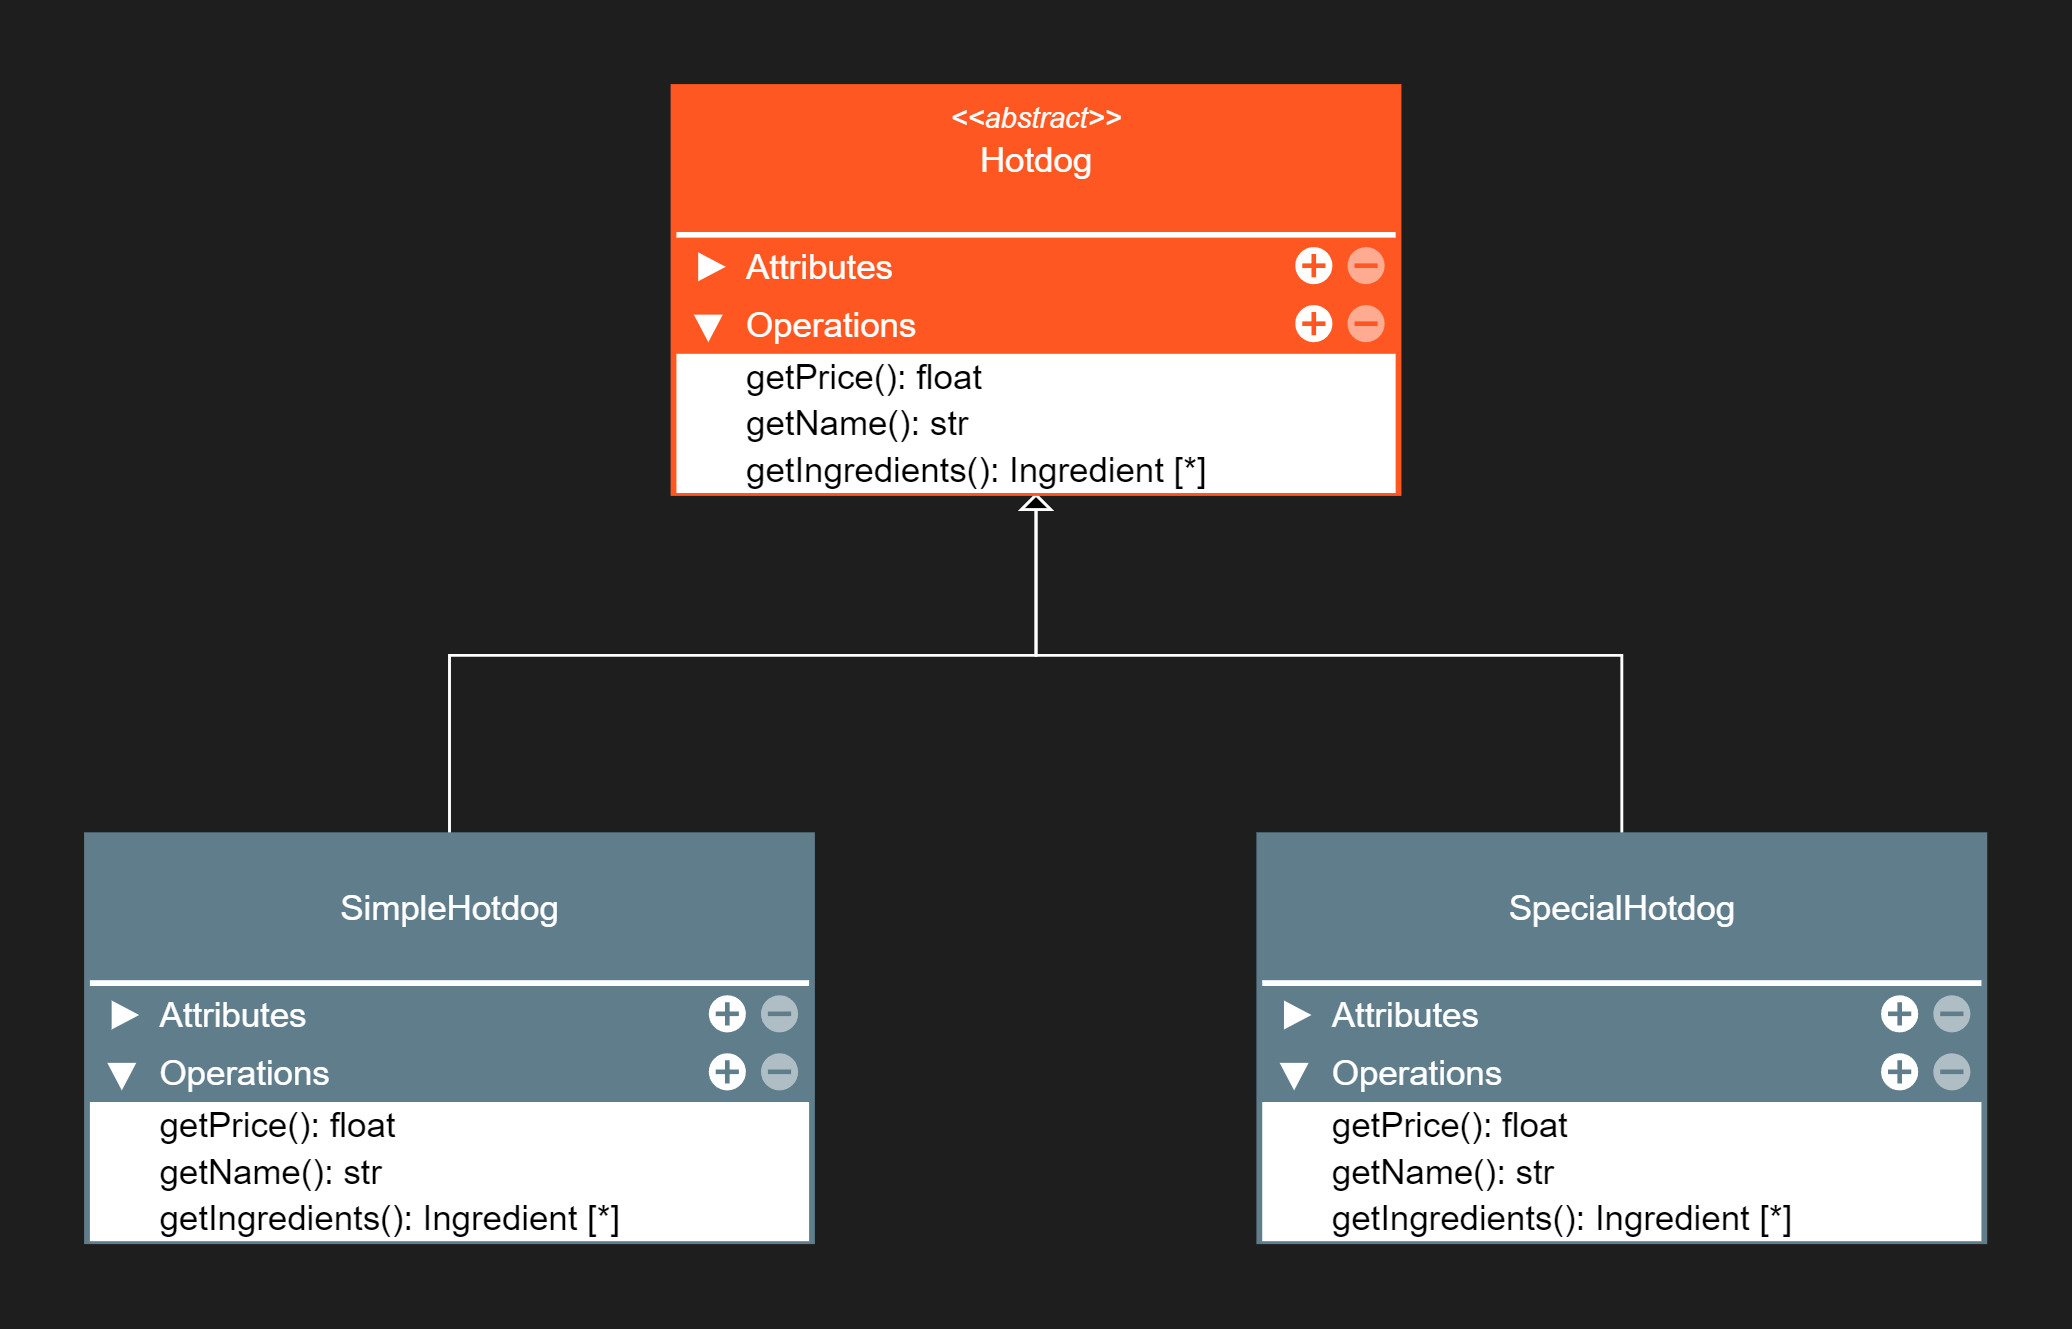 <<abstract>>
Hotdog
Attributes
Operations
getPrice(): float
getName(): str
getIngredients(): Ingredient [*]
SimpleHotdog
Attributes
Operations
getPrice(): float
getName(): str
getIngredients(): Ingredient [*]
SpecialHotdog
Attributes
Operations
getPrice(): float
getName(): str
getIngredients(): Ingredient [*]